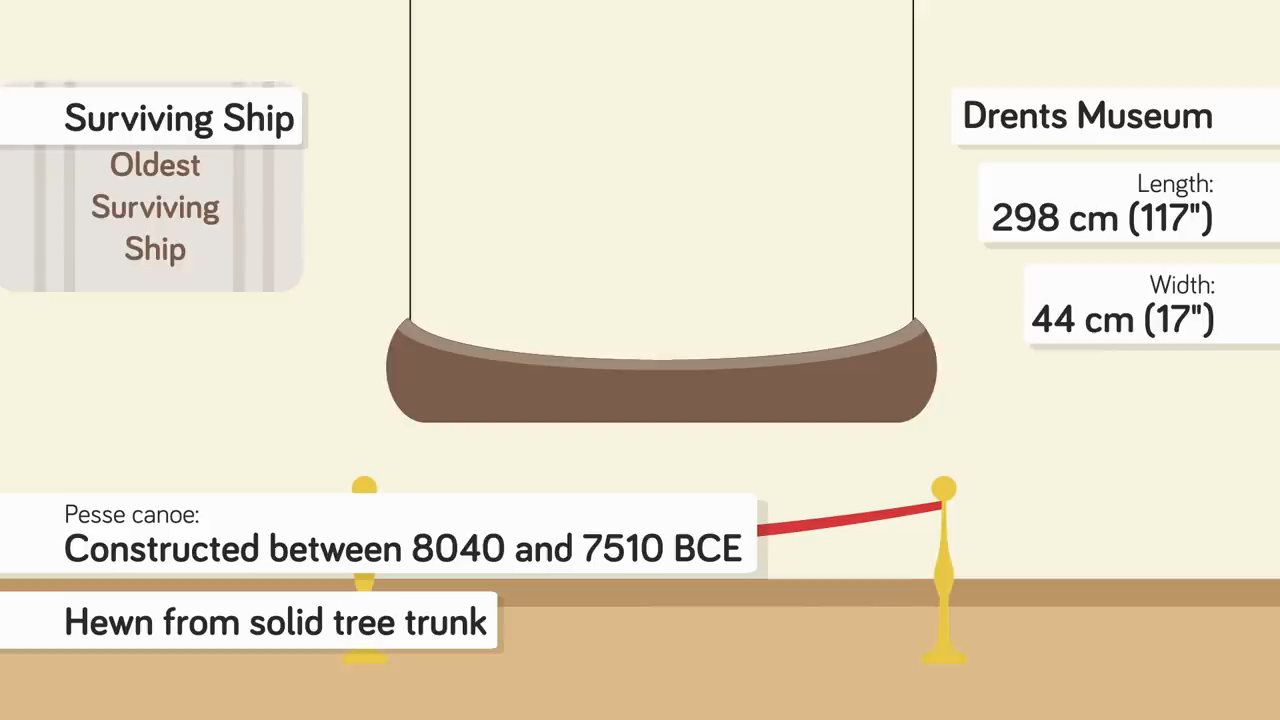 Surviving Ship
Oldest
Surviving
Ship
Drents Museum
Length:
298 cm (117")
Width:
44 cm (17")
Pesse canoe:
Constructed between 8040 and 7510 BCE
Hewn from solid tree trunk